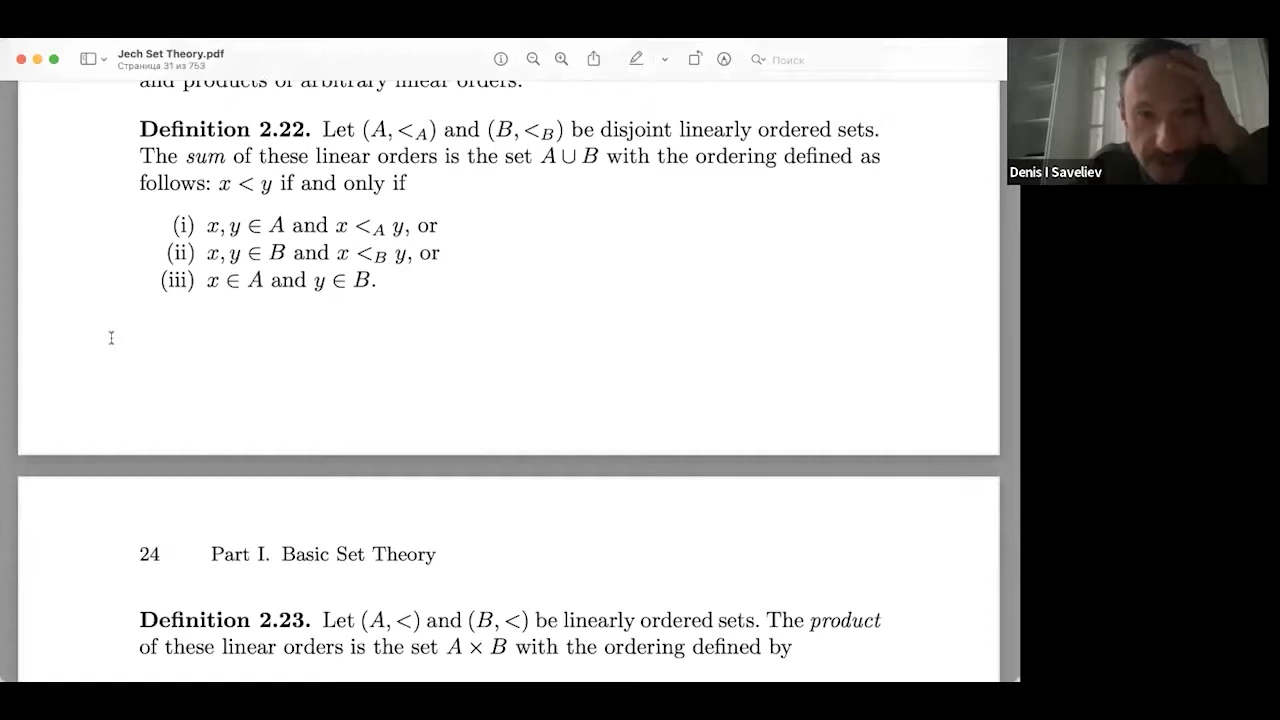 Jech Set Theory.pdf
Страница 31 из 753
Поиск
and products of arbitrary linear orders.
Definition 2.22. Let (A, <_A) and (B, <_B) be disjoint linearly ordered sets.
The sum of these linear orders is the set A ∪ B with the ordering defined as
follows: x < y if and only if
(i) x, y ∈ A and x <_A y, or
(ii) x, y ∈ B and x <_B y, or
(iii) x ∈ A and y ∈ B.
24 Part I. Basic Set Theory
Definition 2.23. Let (A, <) and (B, <) be linearly ordered sets. The product
of these linear orders is the set A × B with the ordering defined by
Denis I Saveliev